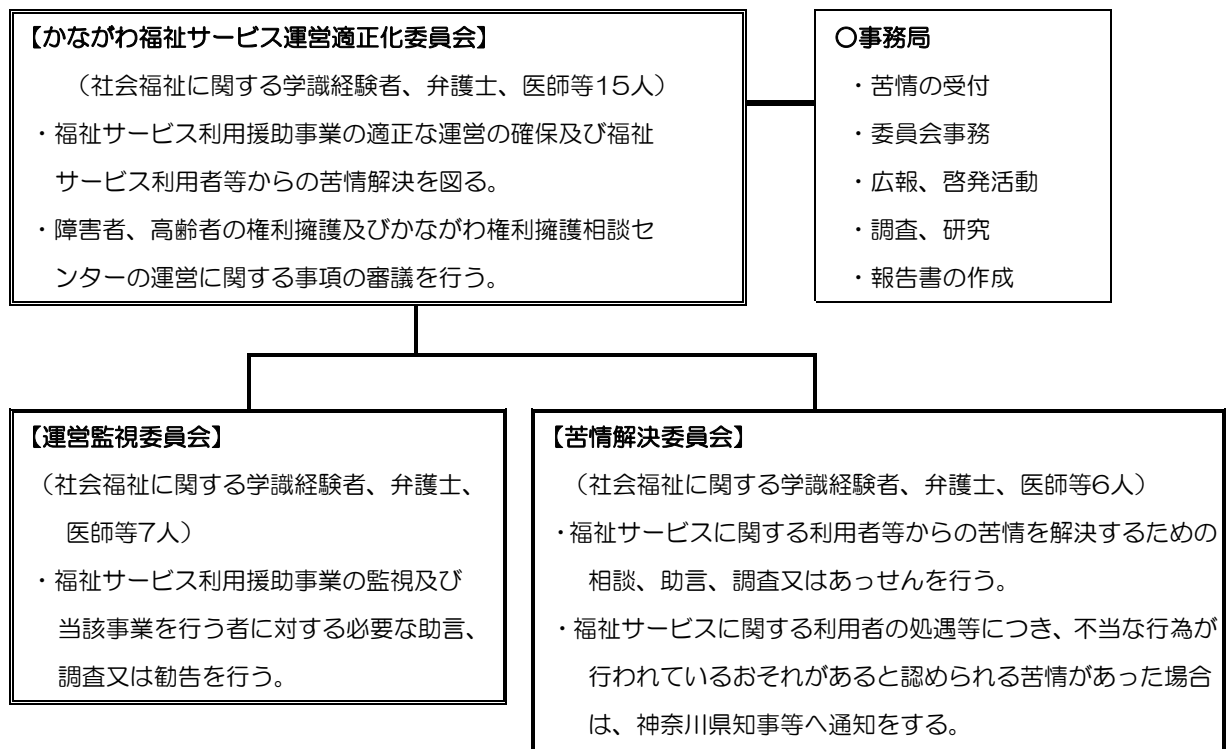 【かながわ福祉サービス運営適正化委員会】
（社会福祉に関する学識経験者、弁護士、医師等15人）
・福祉サービス利用援助事業の適正な運営の確保及び福祉
サービス利用者等からの苦情解決を図る。
・障害者、高齢者の権利擁護及びかながわ権利擁護相談セ
ンターの運営に関する事項の審議を行う。
〇事務局
・苦情の受付
・委員会事務
・広報、啓発活動
・調査、研究
・報告書の作成
【運営監視委員会】
（社会福祉に関する学識経験者、弁護士、
医師等7人）
・福祉サービス利用援助事業の監視及び
当該事業を行う者に対する必要な助言、
調査又は勧告を行う。
【苦情解決委員会】
（社会福祉に関する学識経験者、弁護士、医師等6人）
・福祉サービスに関する利用者等からの苦情を解決するための
相談、助言、調査又はあっせんを行う。
・福祉サービスに関する利用者の処遇等につき、不当な行為が
行われているおそれがあると認められる苦情があった場合
は、神奈川県知事等へ通知をする。